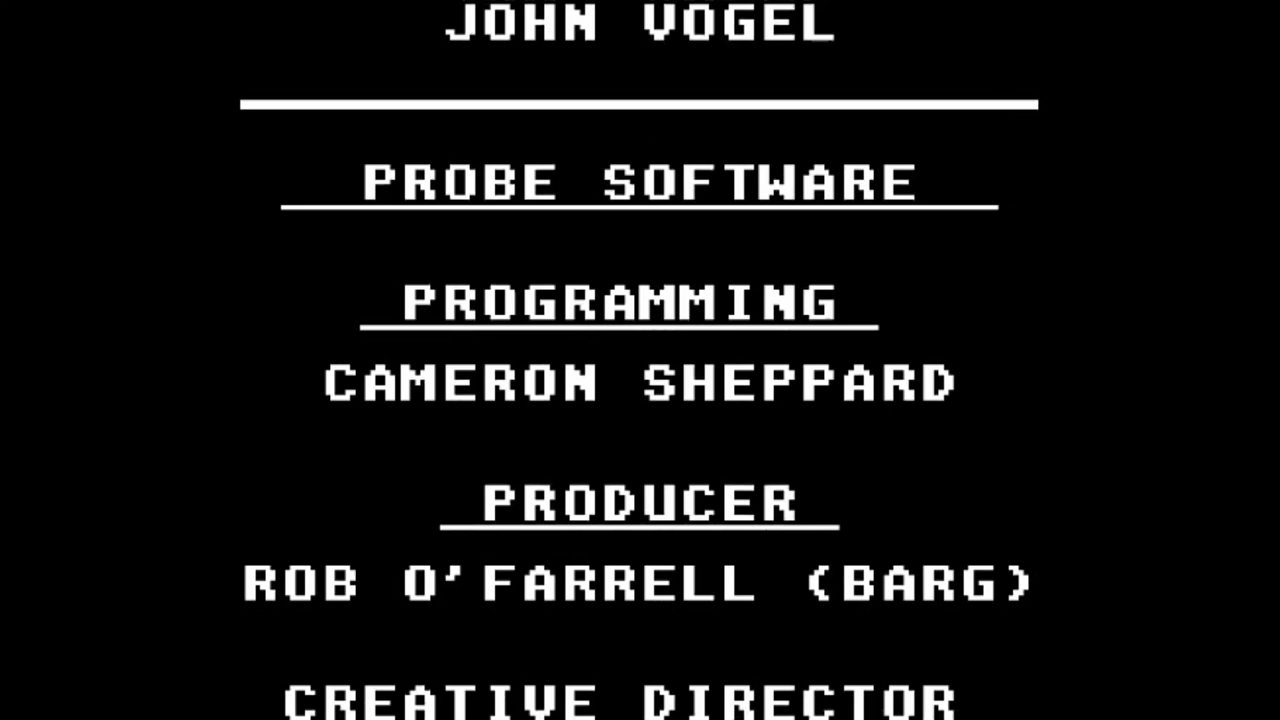 JOHN VOGEL
PROBE SOFTWARE
PROGRAMMING
CAMERON SHEPPARD
PRODUCER
ROB O'FARRELL (BARG)
CREATIVE DIRECTOR